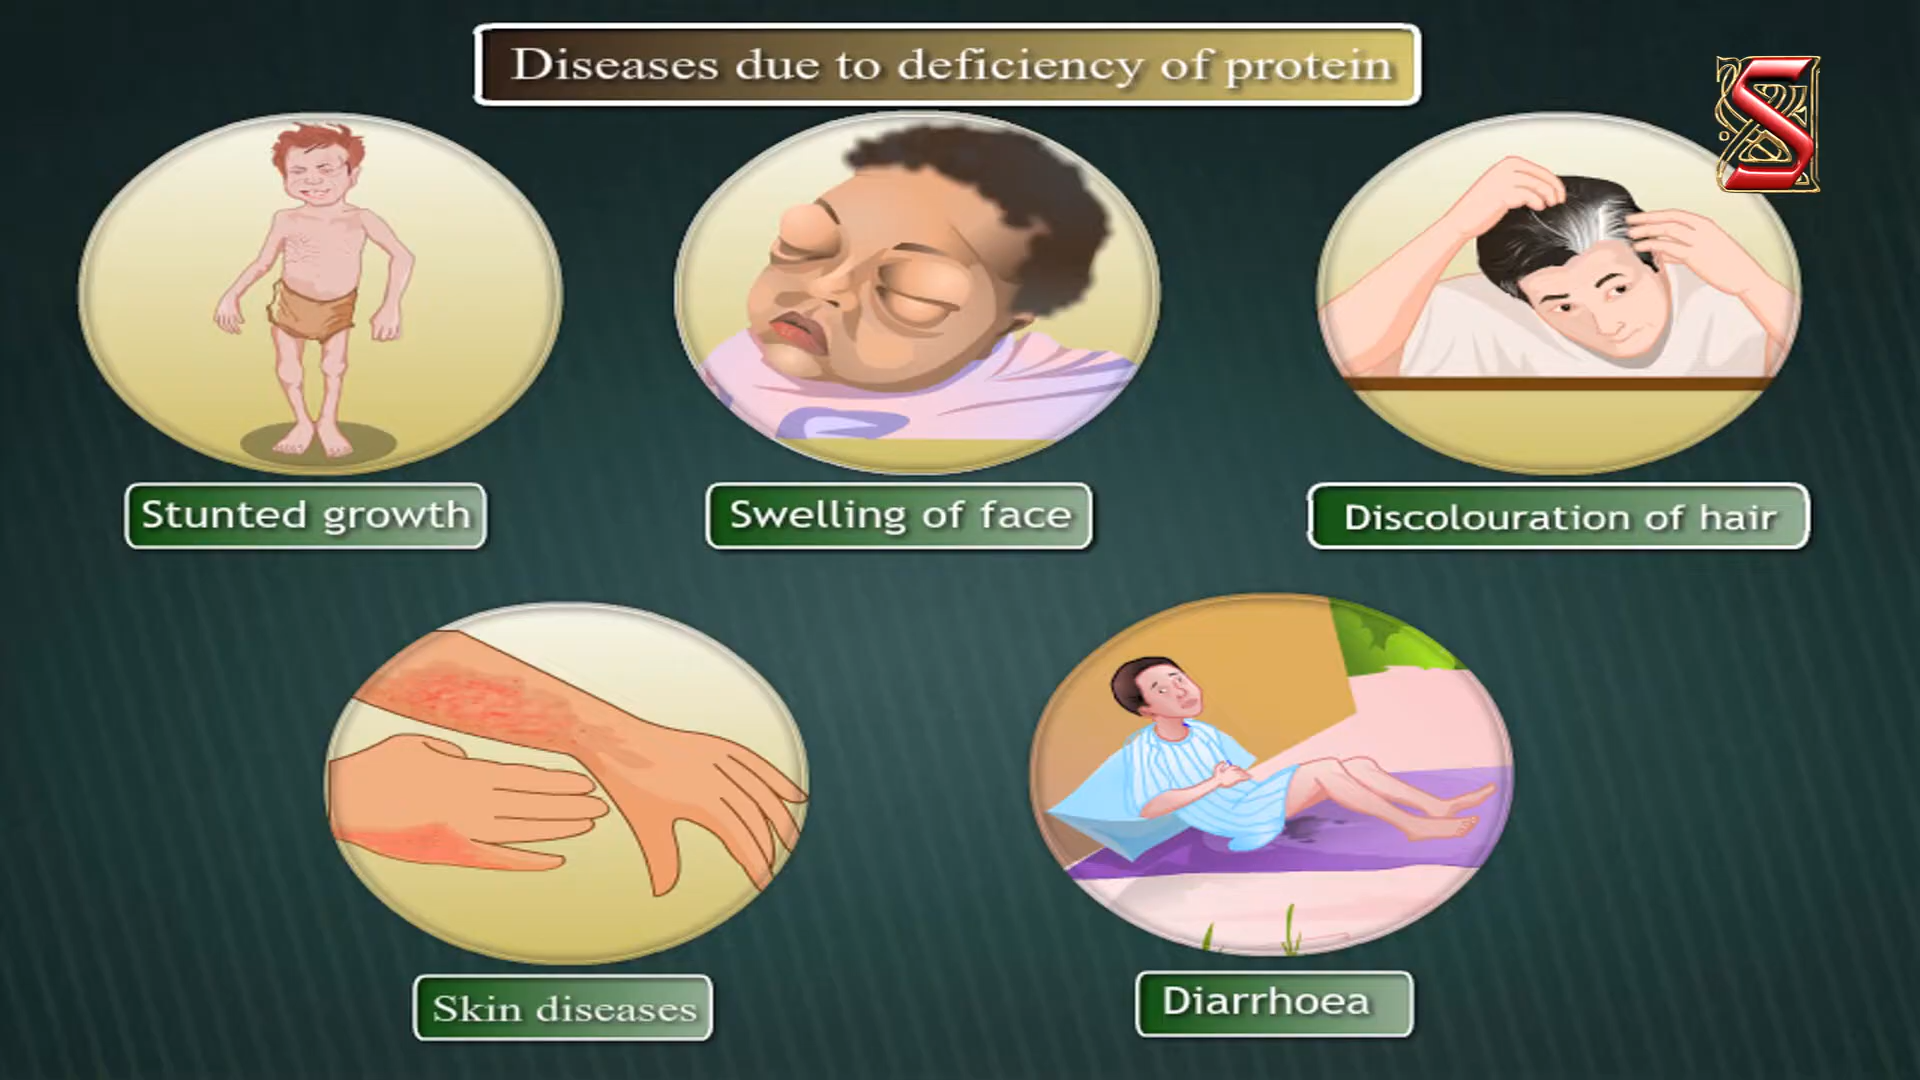 Diseases due to deficiency of protein
S
Stunted growth
Swelling of face
Discolouration of hair
Skin diseases
Diarrhoea